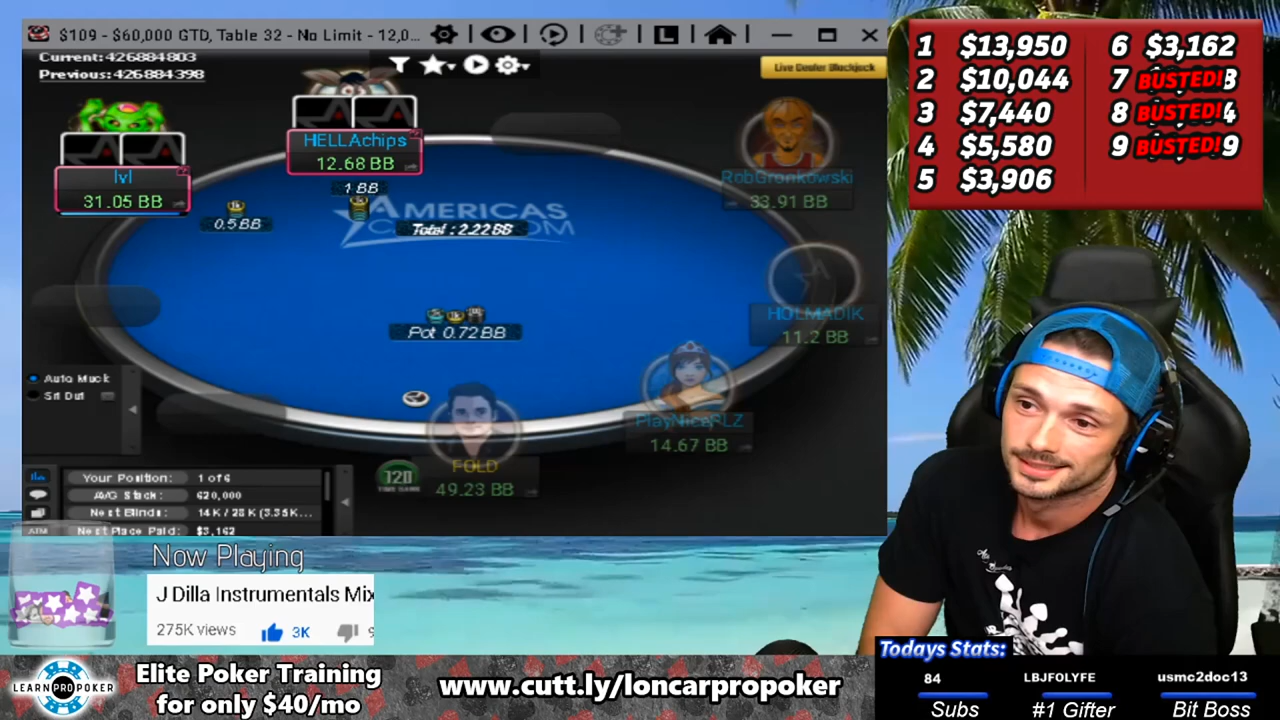 $109 - $60,000 GTD, Table 32 - No Limit - 12,0...
Current: 426884803
Previous: 426884398
Live Dealer Blackjack
HELLAchips
12.68 BB
lvl
31.05 BB
RobGronkowski
33.91 BB
1 BB
0.5 BB
AMERICAS
Total : 2.22 BB
Pot 0.72 BB
HOLMADIK
11.2 BB
PlayNicePLZ
14.67 BB
Auto Muck
Sit Out
120
FOLD
49.23 BB
Your Position: 1 of 6
AVG Stack: 620,000
Next Blinds: 14K / 28K (3.35K...
Next Place Paid: $3,162
1 $13,950
2 $10,044
3 $7,440
4 $5,580
5 $3,906
6 $3,162
7 BUSTED!
8 BUSTED! 4
9 BUSTED! 9
Now Playing
J Dilla Instrumentals Mix
275K views 3K
LEARN PRO POKER
Elite Poker Training
for only $40/mo
www.cutt.ly/loncarpropoker
Todays Stats:
84 LBJFOLYFE usmc2doc13
Subs #1 Gifter Bit Boss